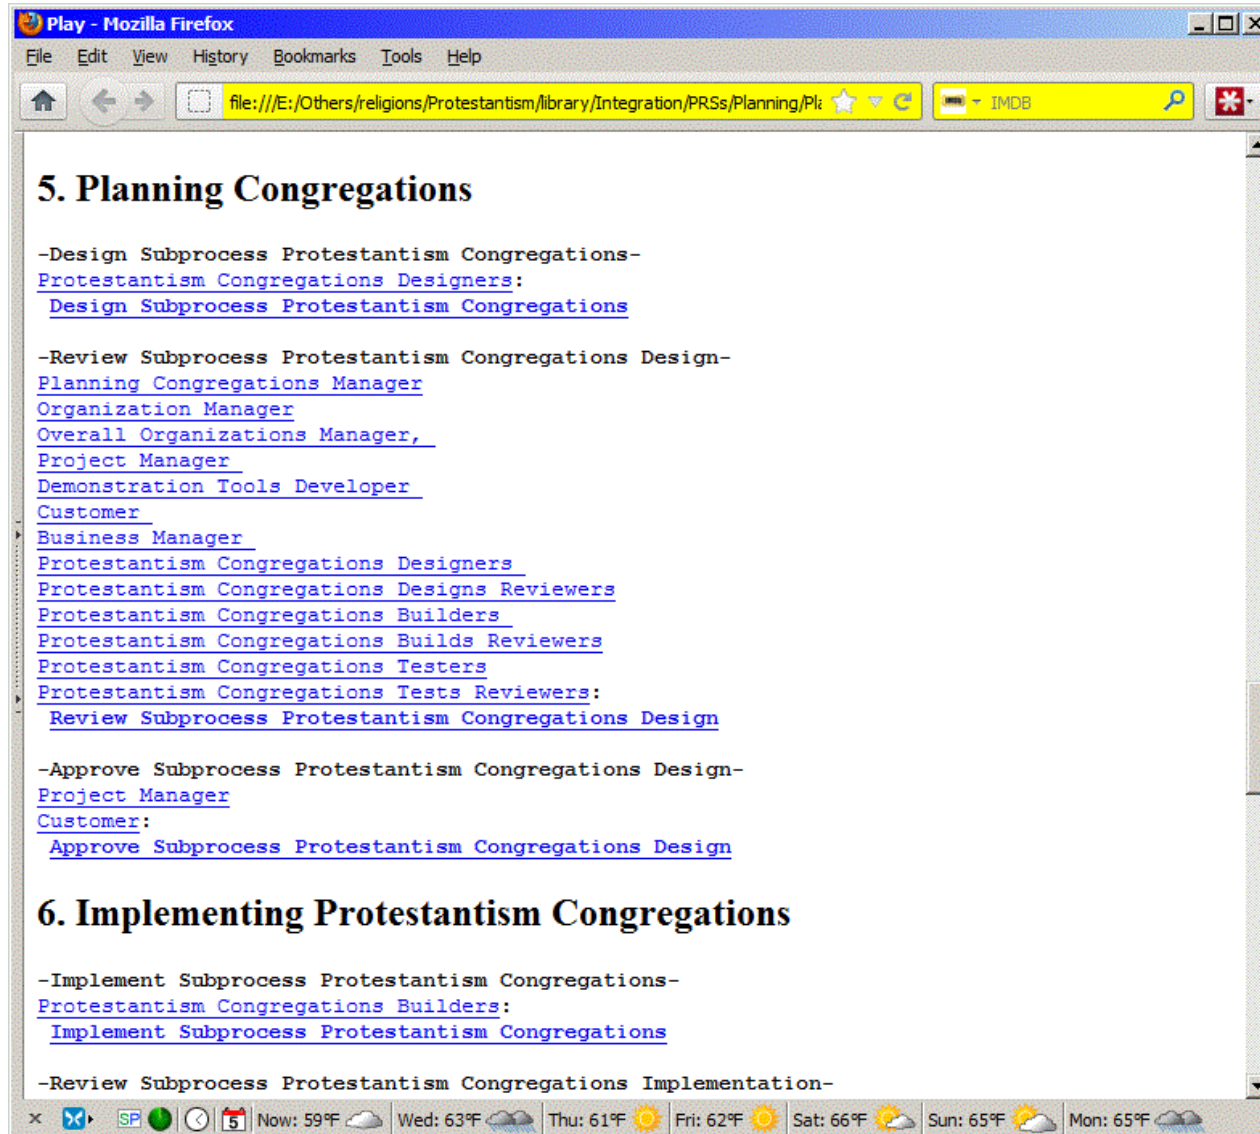 Play - Mozilla Firefox
File Edit View History Bookmarks Tools Help
file:///E:/Others/religions/Protestantism/library/Integration/PRSs/Planning/Pla IMDB
5. Planning Congregations
-Design Subprocess Protestantism Congregations-
Protestantism Congregations Designers:
Design Subprocess Protestantism Congregations
-Review Subprocess Protestantism Congregations Design-
Planning Congregations Manager
Organization Manager
Overall Organizations Manager,
Project Manager
Demonstration Tools Developer
Customer
Business Manager
Protestantism Congregations Designers
Protestantism Congregations Designs Reviewers
Protestantism Congregations Builders
Protestantism Congregations Builds Reviewers
Protestantism Congregations Testers
Protestantism Congregations Tests Reviewers:
Review Subprocess Protestantism Congregations Design
-Approve Subprocess Protestantism Congregations Design-
Project Manager
Customer:
Approve Subprocess Protestantism Congregations Design
6. Implementing Protestantism Congregations
-Implement Subprocess Protestantism Congregations-
Protestantism Congregations Builders:
Implement Subprocess Protestantism Congregations
-Review Subprocess Protestantism Congregations Implementation-
SP 5 Now: 59°F Wed: 63°F Thu: 61°F Fri: 62°F Sat: 66°F Sun: 65°F Mon: 65°F